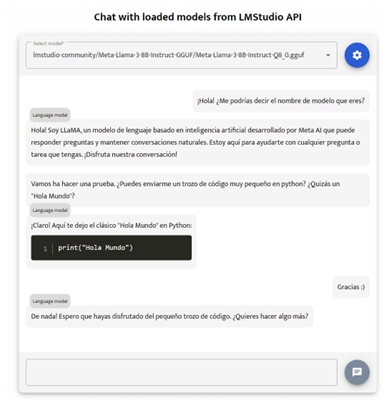 Chat with loaded models from LMStudio API
Select model*
lmstudio-community/Meta-Llama-3-8B-Instruct-GGUF/Meta-Llama-3-8B-Instruct-Q8_0.gguf
¡Hola! ¿Me podrías decir el nombre de modelo que eres?
Language model
Hola! Soy LLaMA, un modelo de lenguaje basado en inteligencia artificial desarrollado por Meta AI que puede
responder preguntas y mantener conversaciones naturales. Estoy aquí para ayudarte con cualquier pregunta o
tarea que tengas. ¡Disfruta nuestra conversación!
Vamos ha hacer una prueba. ¿Puedes enviarme un trozo de código muy pequeño en python? ¿Quizás un
"Hola Mundo"?
Language model
¡Claro! Aquí te dejo el clásico "Hola Mundo" en Python:
1 print("Hola Mundo")
Gracias :)
Language model
De nada! Espero que hayas disfrutado del pequeño trozo de código. ¿Quieres hacer algo más?